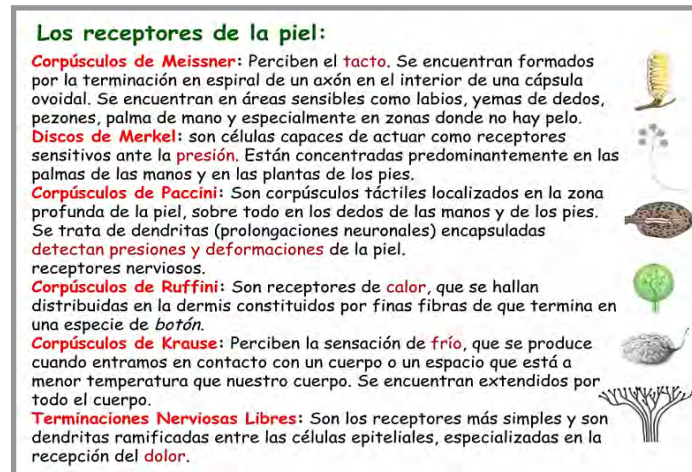 Los receptores de la piel:
Corpúsculos de Meissner: Perciben el tacto. Se encuentran formados
por la terminación en espiral de un axón en el interior de una cápsula
ovoidal. Se encuentran en áreas sensibles como labios, yemas de dedos,
pezones, palma de mano y especialmente en zonas donde no hay pelo.
Discos de Merkel: son células capaces de actuar como receptores
sensitivos ante la presión. Están concentradas predominantemente en las
palmas de las manos y en las plantas de los pies.
Corpúsculos de Paccini: Son corpúsculos táctiles localizados en la zona
profunda de la piel, sobre todo en los dedos de las manos y de los pies.
Se trata de dendritas (prolongaciones neuronales) encapsuladas
detectan presiones y deformaciones de la piel.
receptores nerviosos.
Corpúsculos de Ruffini: Son receptores de calor, que se hallan
distribuidas en la dermis constituidos por finas fibras de que termina en
una especie de botón.
Corpúsculos de Krause: Perciben la sensación de frío, que se produce
cuando entramos en contacto con un cuerpo o un espacio que está a
menor temperatura que nuestro cuerpo. Se encuentran extendidos por
todo el cuerpo.
Terminaciones Nerviosas Libres: Son los receptores más simples y son
dendritas ramificadas entre las células epiteliales, especializadas en la
recepción del dolor.